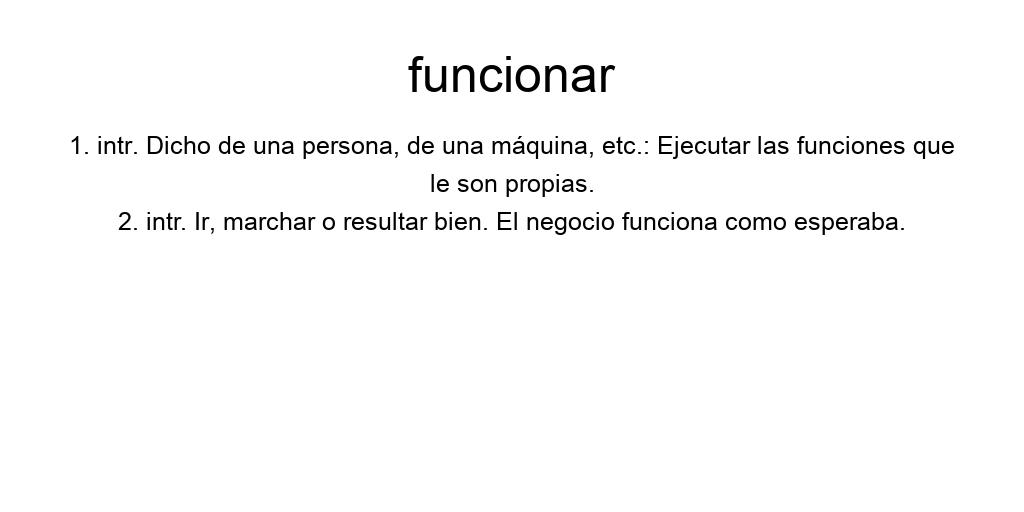 funcionar
1. intr. Dicho de una persona, de una máquina, etc.: Ejecutar las funciones que
le son propias.
2. intr. Ir, marchar o resultar bien. El negocio funciona como esperaba.